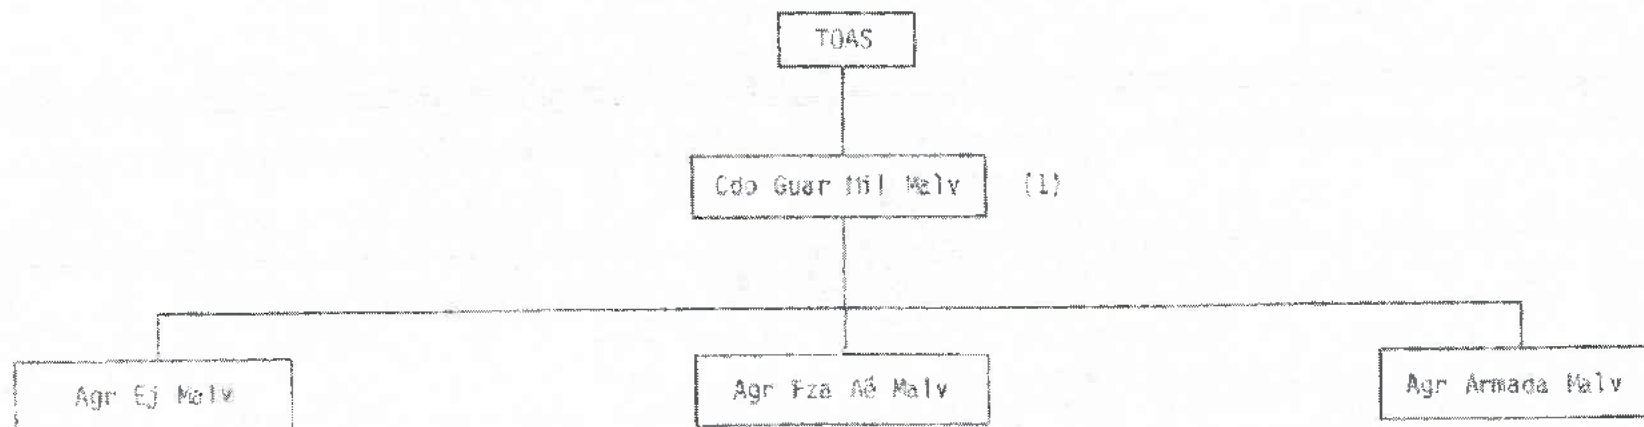 TOAS
Cdo Guar Mil Malv (1)
Agr Ej Malv
Agr Fza Aé Malv
Agr Armada Malv